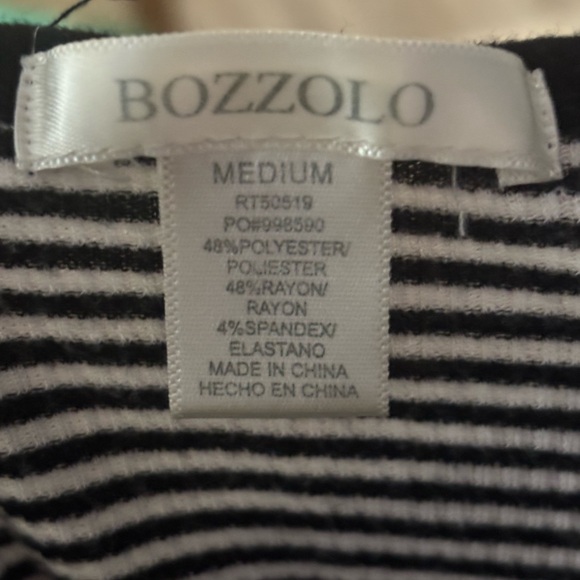 BOZZOLO
MEDIUM
RT50519
PO#998590
48%POLYESTER/
POLIESTER
48%RAYON/
RAYON
4%SPANDEX/
ELASTANO
MADE IN CHINA
HECHO EN CHINA